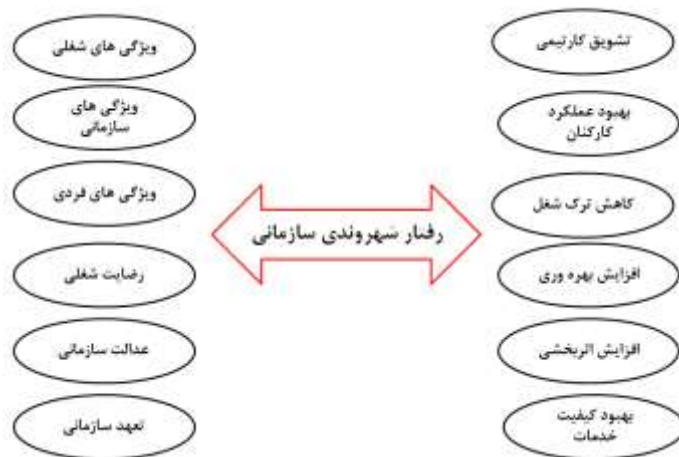 تشویق کارتیمی
بهبود عملکرد
کارکنان
کاهش ترک شغل
افزایش بهره وری
افزایش اثربخشی
بهبود کیفیت
خدمات
رفتار شهروندی سازمانی
ویژگی های شغلی
ویژگی های
سازمانی
ویژگی های فردی
رضایت شغلی
عدالت سازمانی
تعهد سازمانی